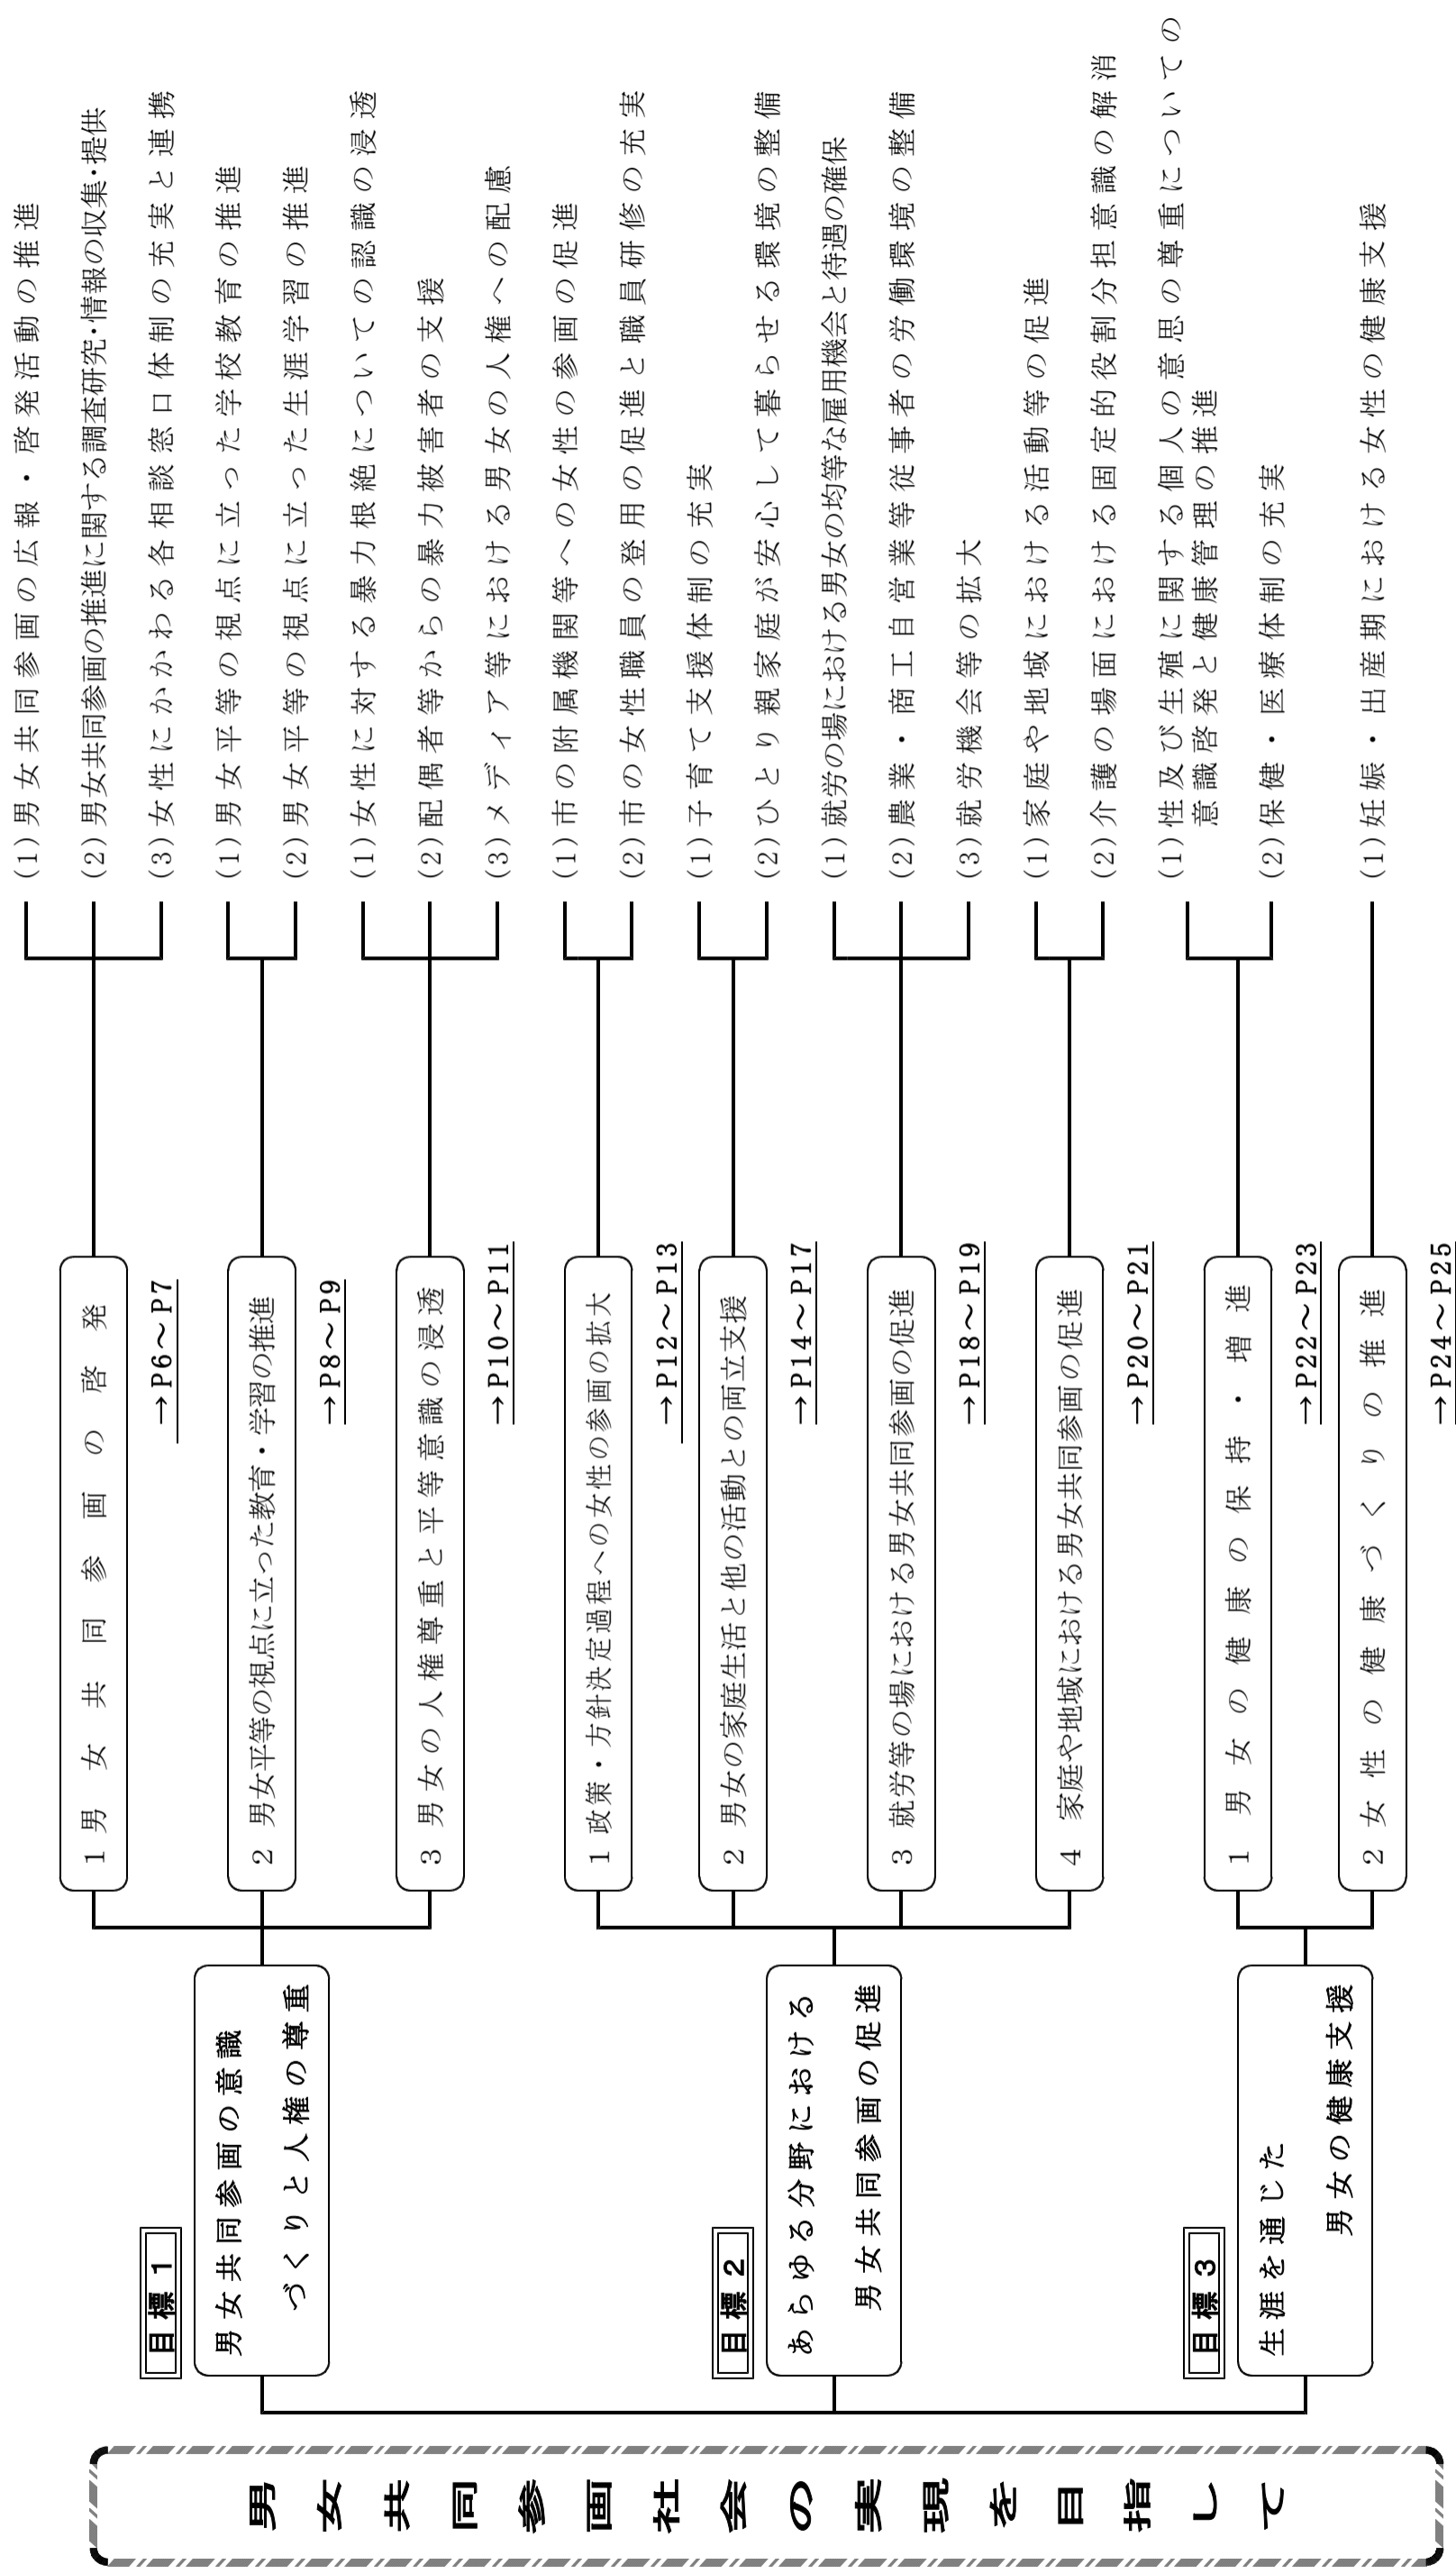 男女共同参画社会の実現を目指して
目標１
男女共同参画の意識
づくりと人権の尊重
1 男女共同参画の啓発
→P6～P7
(1)男女共同参画の広報・啓発活動の推進
(2)男女共同参画の推進に関する調査研究・情報の収集・提供
(3)女性にかかわる各相談窓口体制の充実と連携
2 男女平等の視点に立った教育・学習の推進
→P8～P9
(1)男女平等の視点に立った学校教育の推進
(2)男女平等の視点に立った生涯学習の推進
3 男女の人権尊重と平等意識の浸透
→P10～P11
(1)女性に対する暴力根絶についての認識の浸透
(2)配偶者等からの暴力被害者の支援
(3)メディア等における男女の人権への配慮
目標２
あらゆる分野における
男女共同参画の促進
1 政策・方針決定過程への女性の参画の拡大
→P12～P13
(1)市の附属機関等への女性の参画の促進
(2)市の女性職員の登用の促進と職員研修の充実
2 男女の家庭生活と他の活動との両立支援
→P14～P17
(1)子育て支援体制の充実
(2)ひとり親家庭が安心して暮らせる環境の整備
3 就労等の場における男女共同参画の促進
→P18～P19
(1)就労の場における男女の均等な雇用機会と待遇の確保
(2)農業・商工自営業等従事者の労働環境の整備
(3)就労機会等の拡大
4 家庭や地域における男女共同参画の促進
→P20～P21
(1)家庭や地域における活動等の促進
(2)介護の場面における固定的役割分担意識の解消
目標３
生涯を通じた
男女の健康支援
1 男女の健康の保持・増進
→P22～P23
(1)性及び生殖に関する個人の意思の尊重についての
意識啓発と健康管理の推進
(2)保健・医療体制の充実
2 女性の健康づくりの推進
→P24～P25
(1)妊娠・出産期における女性の健康支援